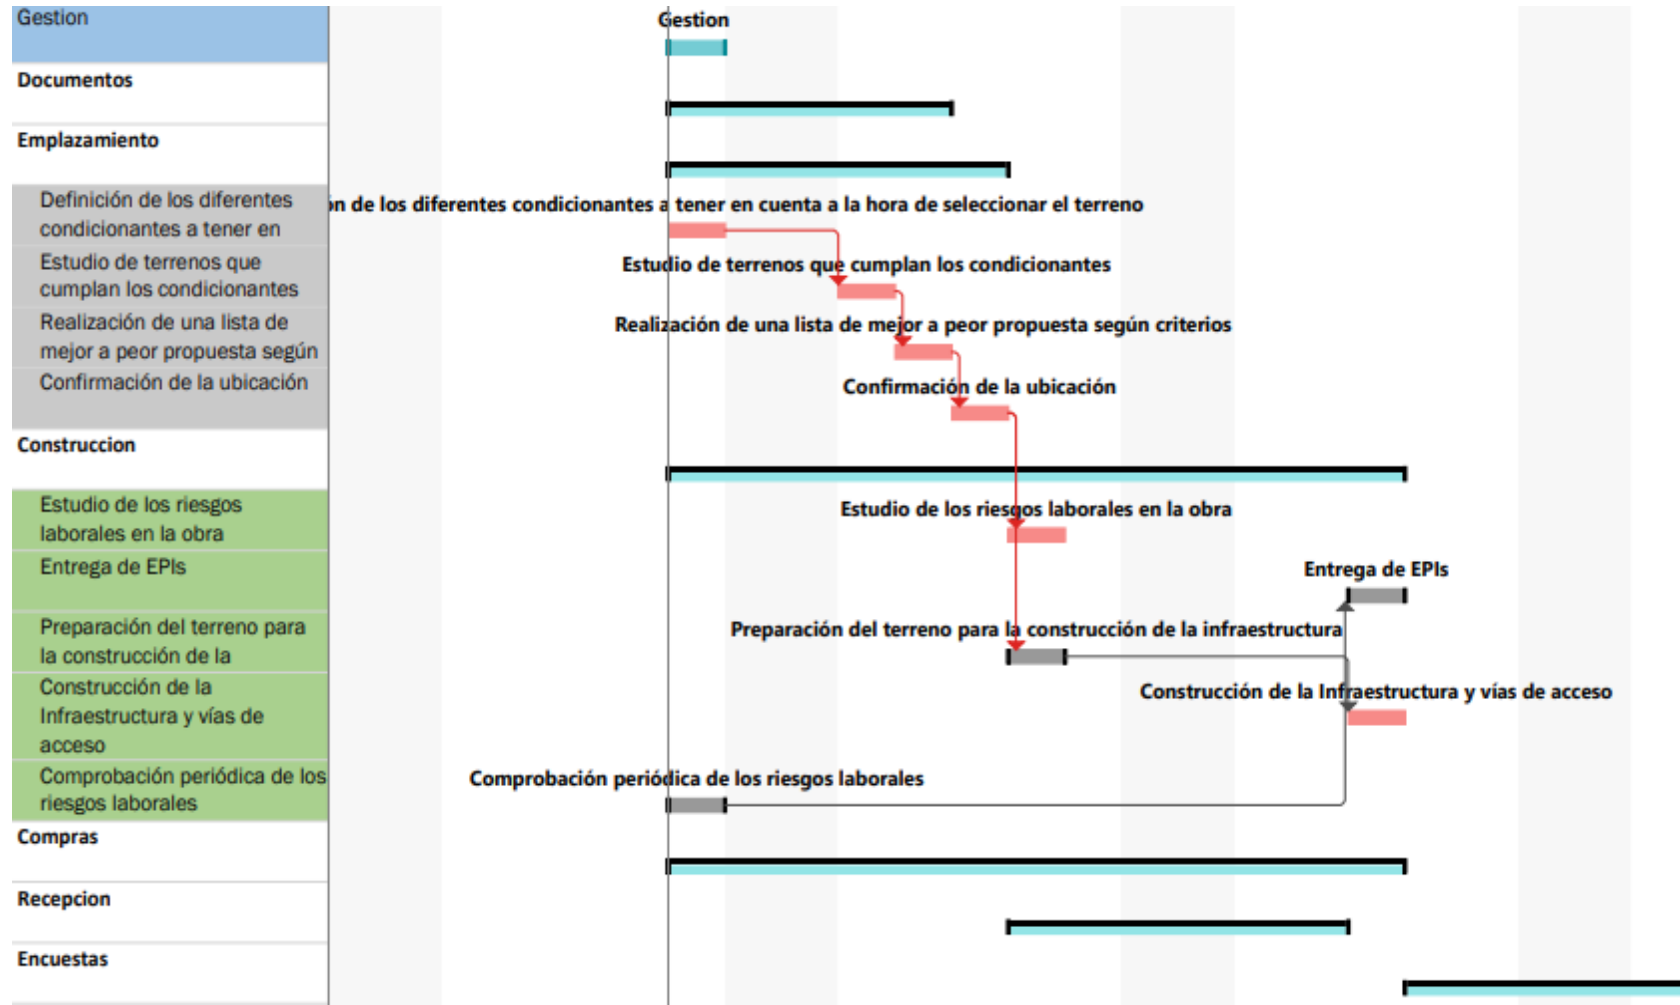 Gestion
Gestion
Documentos
Emplazamiento
Definición de los diferentes
condicionantes a tener en
ón de los diferentes condicionantes a tener en cuenta a la hora de seleccionar el terreno
Estudio de terrenos que
cumplan los condicionantes
Estudio de terrenos que cumplan los condicionantes
Realización de una lista de
mejor a peor propuesta según
Realización de una lista de mejor a peor propuesta según criterios
Confirmación de la ubicación
Confirmación de la ubicación
Construccion
Estudio de los riesgos
laborales en la obra
Estudio de los riesgos laborales en la obra
Entrega de EPIs
Entrega de EPIs
Preparación del terreno para
la construcción de la
Preparación del terreno para la construcción de la infraestructura
Construcción de la
Infraestructura y vías de
acceso
Construcción de la Infraestructura y vías de acceso
Comprobación periódica de los
riesgos laborales
Comprobación periódica de los riesgos laborales
Compras
Recepcion
Encuestas